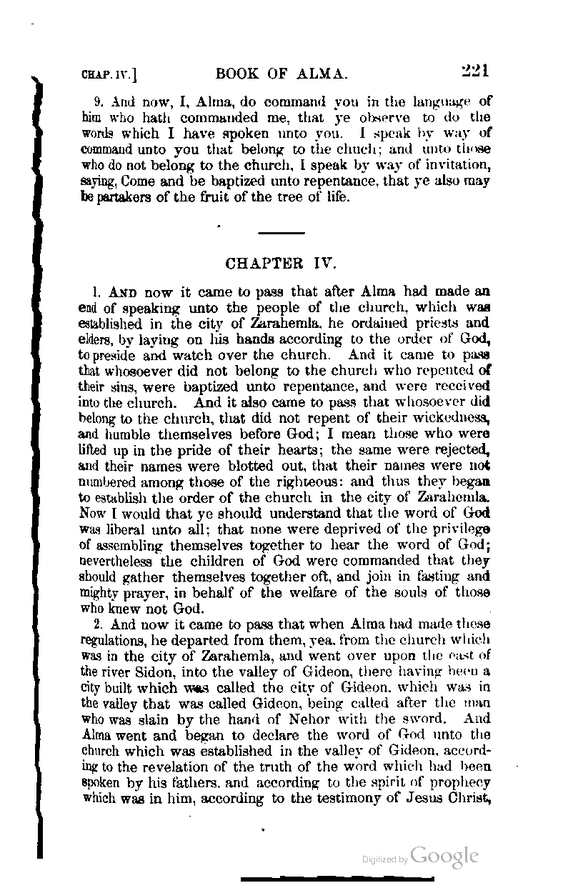 CHAP. IV.] BOOK OF ALMA. 221
9. And now, I, Alma, do command you in the language of
him who hath commanded me, that ye observe to do the
words which I have spoken unto you. I speak by way of
command unto you that belong to the chuich; and unto those
who do not belong to the church, I speak by way of invitation,
saying, Come and be baptized unto repentance, that ye also may
be partakers of the fruit of the tree of life.
CHAPTER IV.
1. AND now it came to pass that after Alma had made an
end of speaking unto the people of the church, which was
established in the city of Zarahemla, he ordained priests and
elders, by laying on his hands according to the order of God,
to preside and watch over the church. And it came to pass
that whosoever did not belong to the church who repented of
their sins, were baptized unto repentance, and were received
into the church. And it also came to pass that whosoever did
belong to the church, that did not repent of their wickedness,
and humble themselves before God; I mean those who were
lifted up in the pride of their hearts; the same were rejected,
and their names were blotted out, that their names were not
numbered among those of the righteous: and thus they began
to establish the order of the church in the city of Zarahemla.
Now I would that ye should understand that the word of God
was liberal unto all; that none were deprived of the privilege
of assembling themselves together to hear the word of God;
nevertheless the children of God were commanded that they
should gather themselves together oft, and join in fasting and
mighty prayer, in behalf of the welfare of the souls of those
who knew not God.
2. And now it came to pass that when Alma had made these
regulations, he departed from them, yea, from the church which
was in the city of Zarahemla, and went over upon the east of
the river Sidon, into the valley of Gideon, there having been a
city built which was called the city of Gideon, which was in
the valley that was called Gideon, being called after the man
who was slain by the hand of Nehor with the sword. And
Alma went and began to declare the word of God unto the
church which was established in the valley of Gideon, accord-
ing to the revelation of the truth of the word which had been
spoken by his fathers, and according to the spirit of prophecy
which was in him, according to the testimony of Jesus Christ,
Digitized by Google